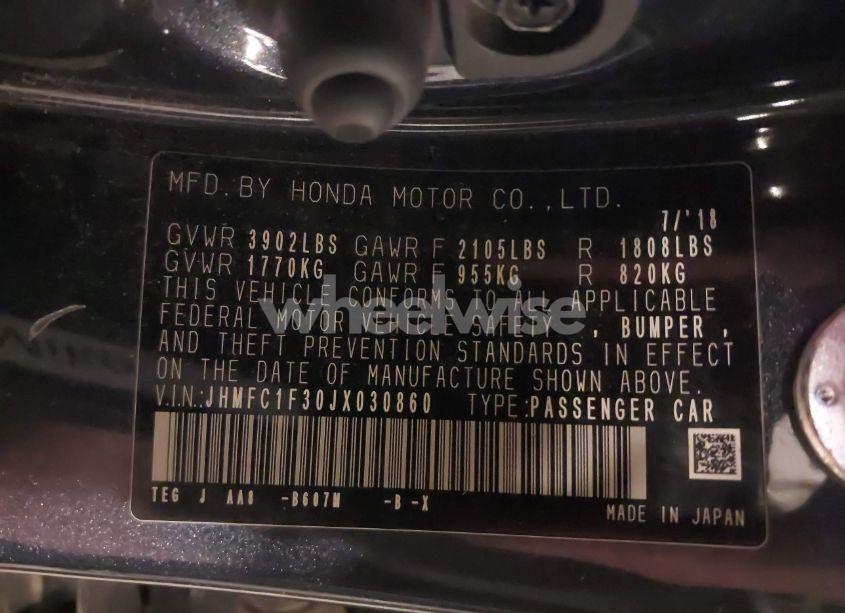 MFD. BY HONDA MOTOR CO.,LTD.
7/'18
GVWR 3902LBS GAWR F 2105LBS R 1808LBS
GVWR 1770KG GAWR F 955KG R 820KG
THIS VEHICLE CONFORMS TO ALL APPLICABLE
wheelwise
FEDERAL MOTOR VEHICLE SAFETY , BUMPER ,
AND THEFT PREVENTION STANDARDS IN EFFECT
ON THE DATE OF MANUFACTURE SHOWN ABOVE.
V.I.N.:JHMFC1F30JX030860 TYPE:PASSENGER CAR
TEG J AA0 -B607M -B -X
MADE IN JAPAN